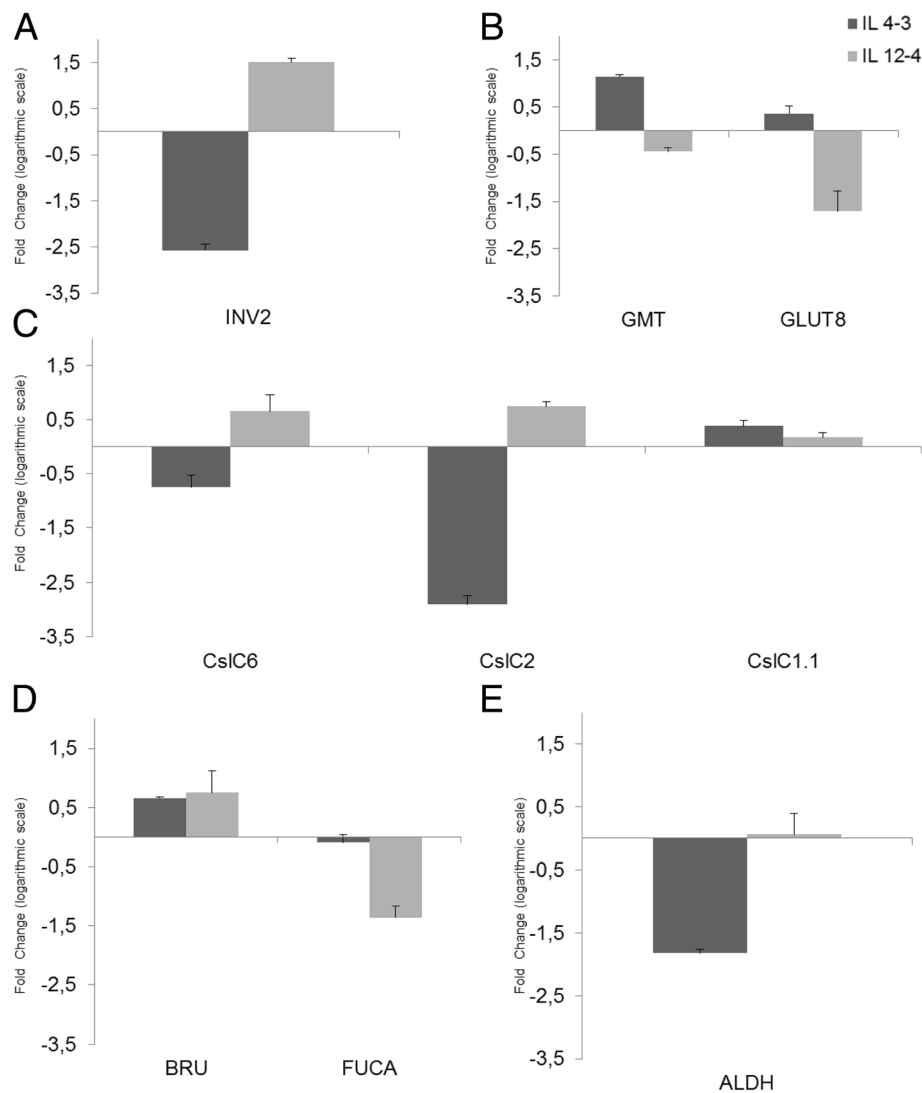 A
Fold Change (logarithmic scale)
1,5
0,5
-0,5
-1,5
-2,5
-3,5
INV2
B
IL 4-3
IL 12-4
Fold Change (logarithmic scale)
1,5
0,5
-0,5
-1,5
-2,5
-3,5
GMT GLUT8
C
Fold Change (logarithmic scale)
1,5
0,5
-0,5
-1,5
-2,5
-3,5
CslC6 CslC2 CslC1.1
D
Fold Change (logarithmic scale)
1,5
0,5
-0,5
-1,5
-2,5
-3,5
BRU FUCA
E
Fold Change (logarithmic scale)
1,5
0,5
-0,5
-1,5
-2,5
-3,5
ALDH